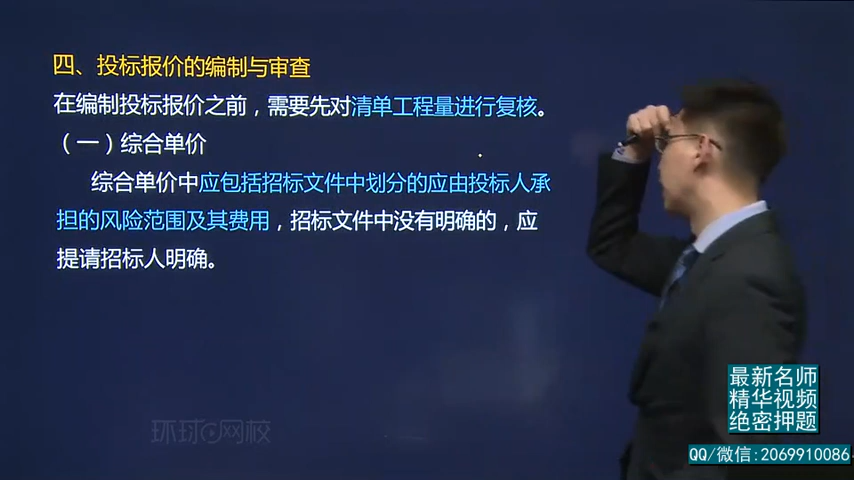 四、投标报价的编制与审查
在编制投标报价之前，需要先对清单工程量进行复核。
（一）综合单价
综合单价中应包括招标文件中划分的应由投标人承
担的风险范围及其费用，招标文件中没有明确的，应
提请招标人明确。
环球网校
最新名师
精华视频
绝密押题
QQ/微信:2069910086